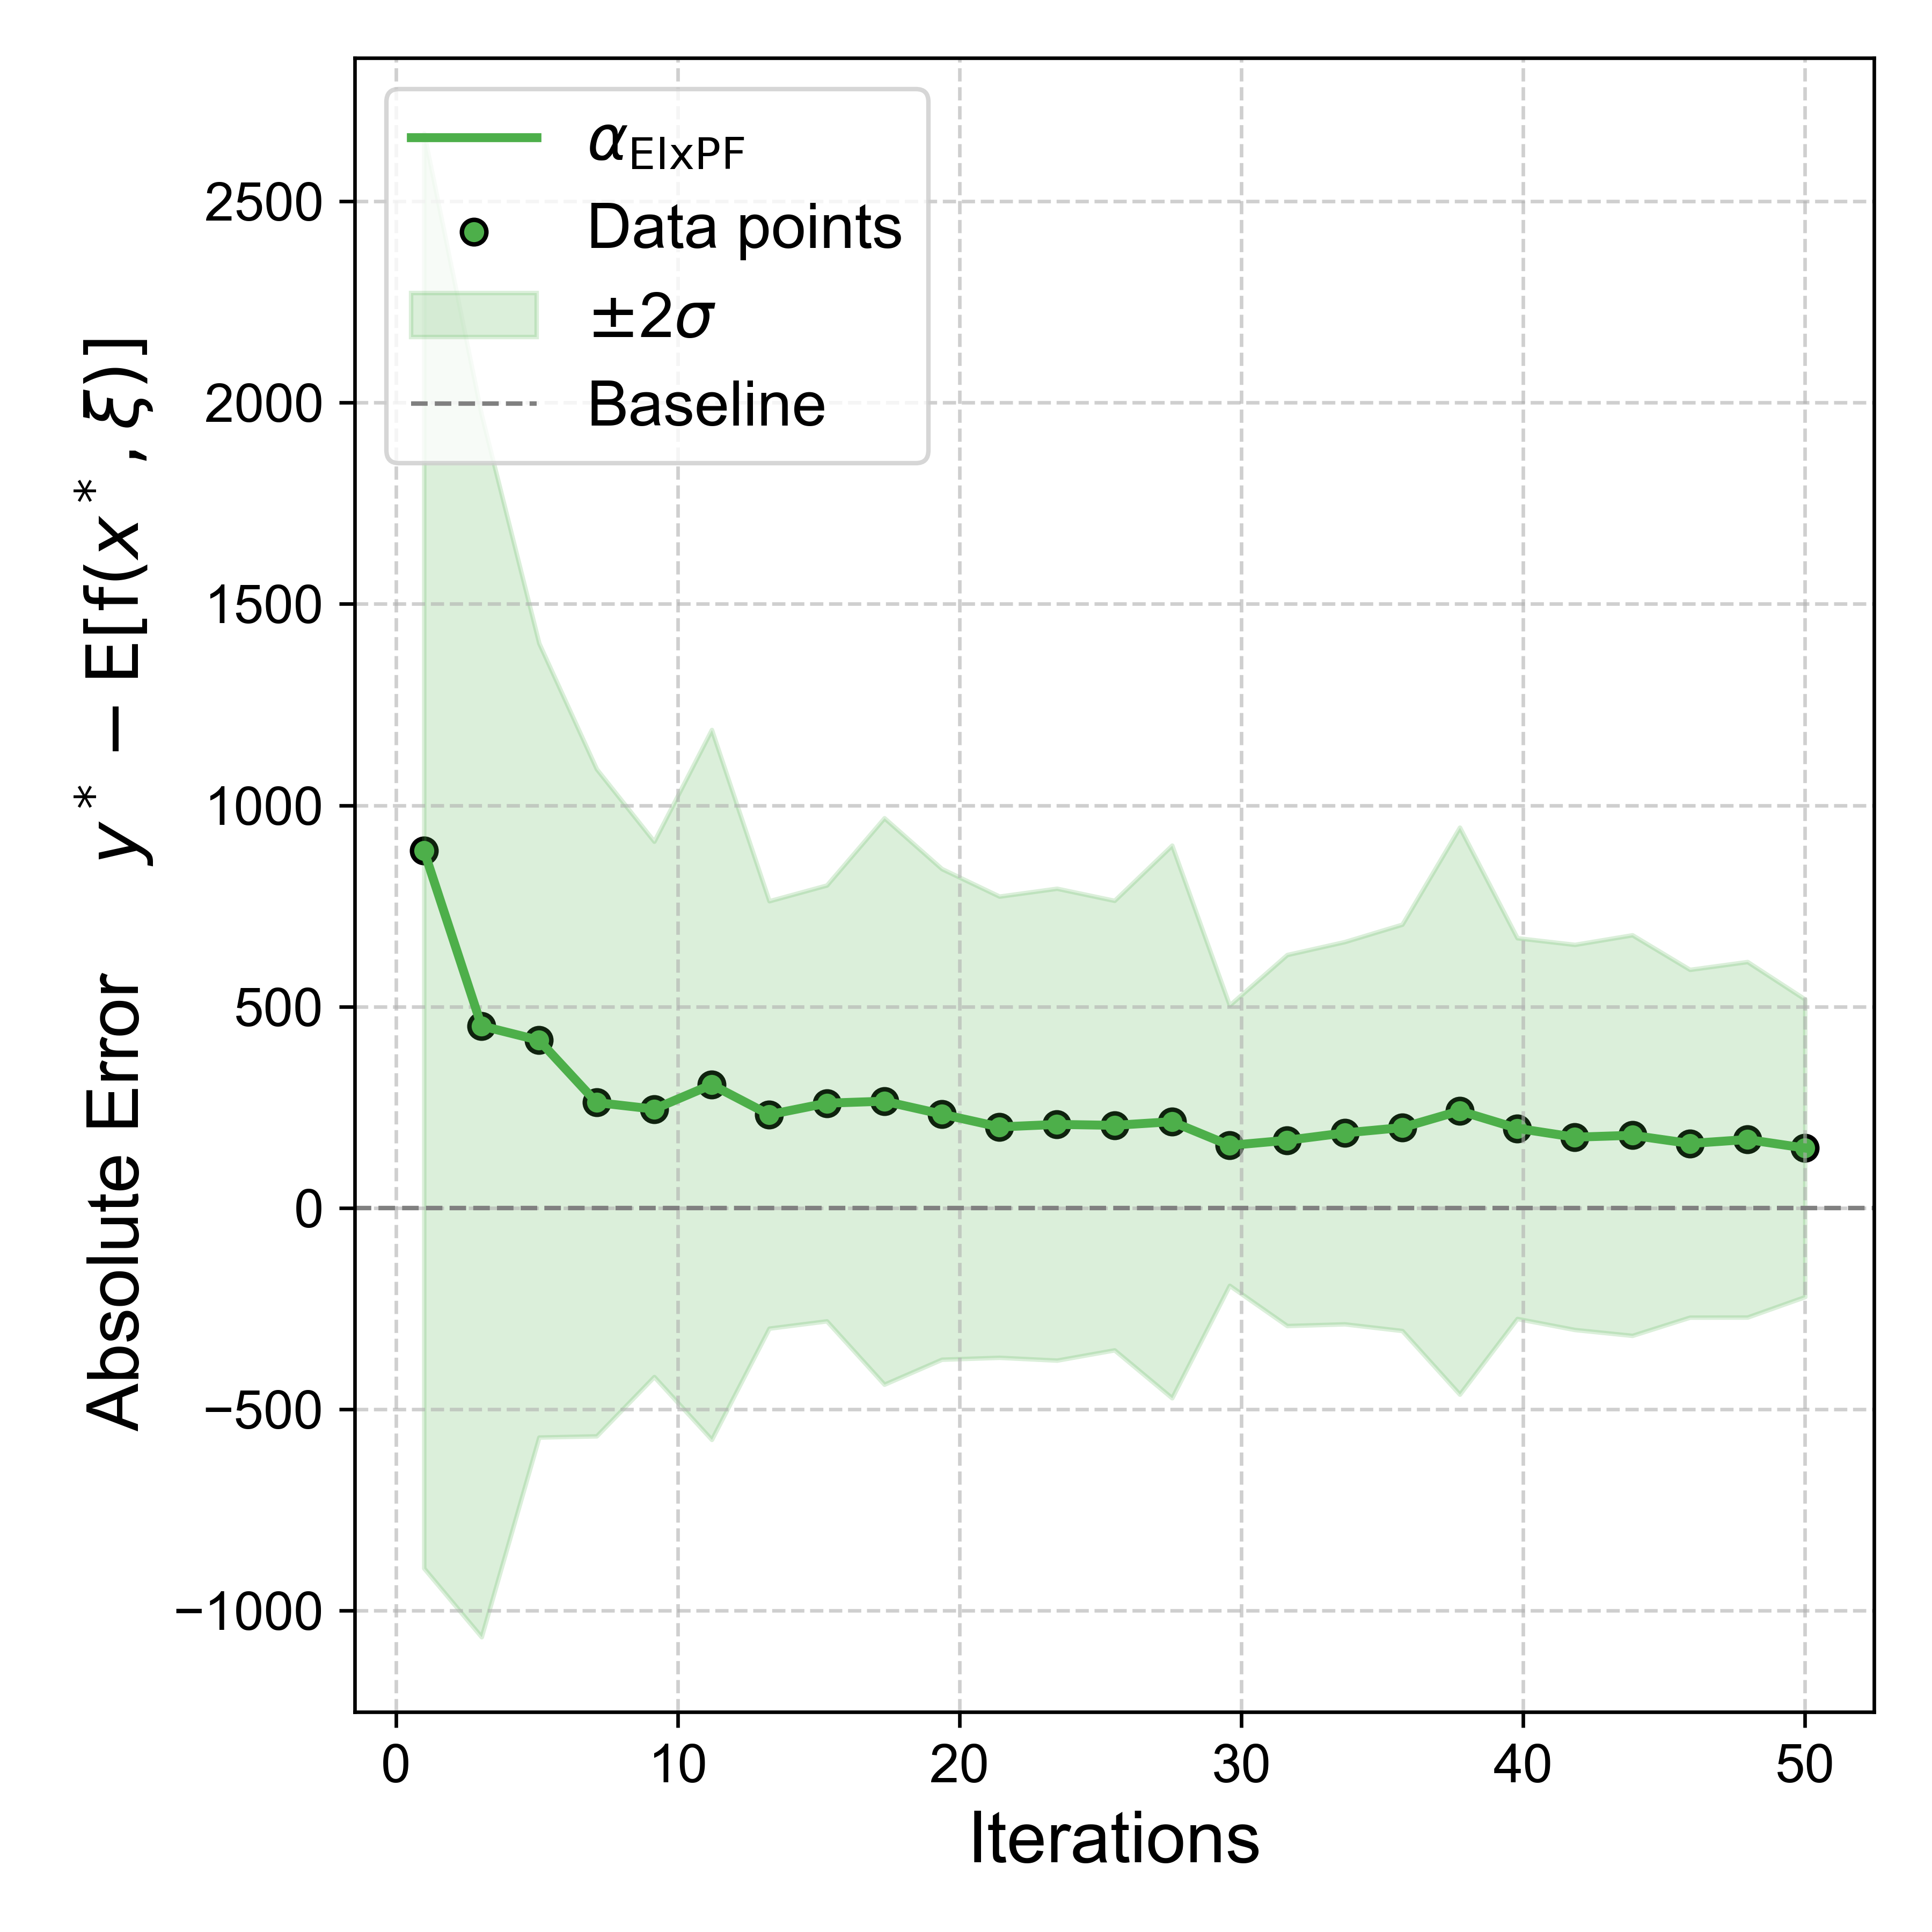 α_EIxPF
Data points
±2σ
Baseline
2500
2000
1500
1000
500
0
−500
−1000
Absolute Error y* − E[f(x*, ξ)]
0 10 20 30 40 50
Iterations